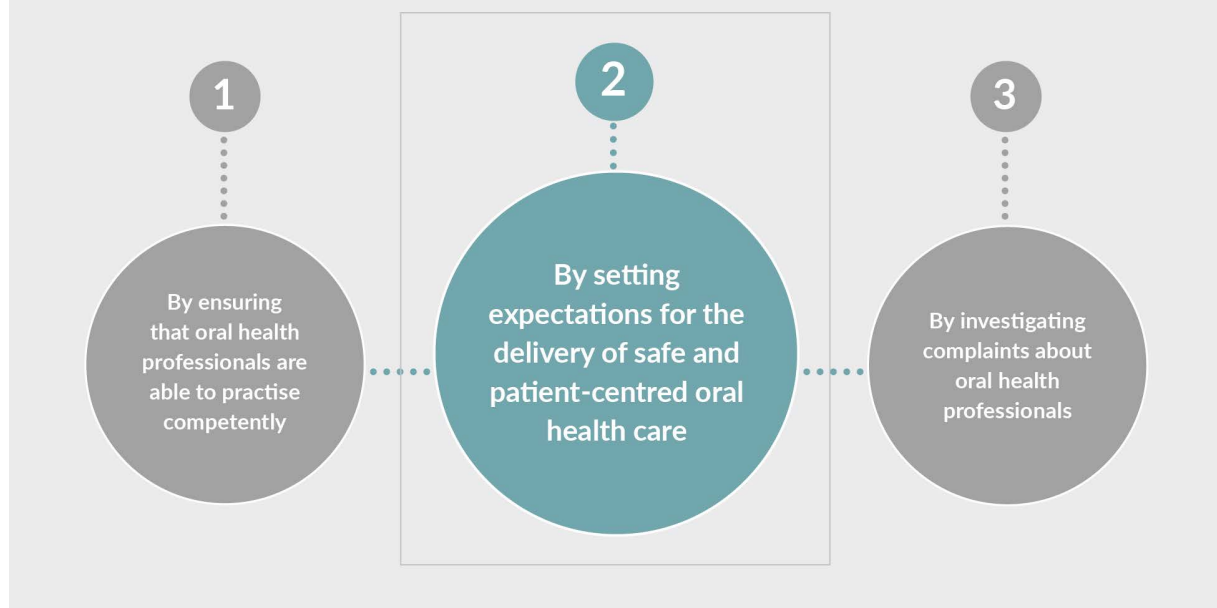 1
By ensuring
that oral health
professionals are
able to practise
competently
2
By setting
expectations for the
delivery of safe and
patient-centred oral
health care
3
By investigating
complaints about
oral health
professionals